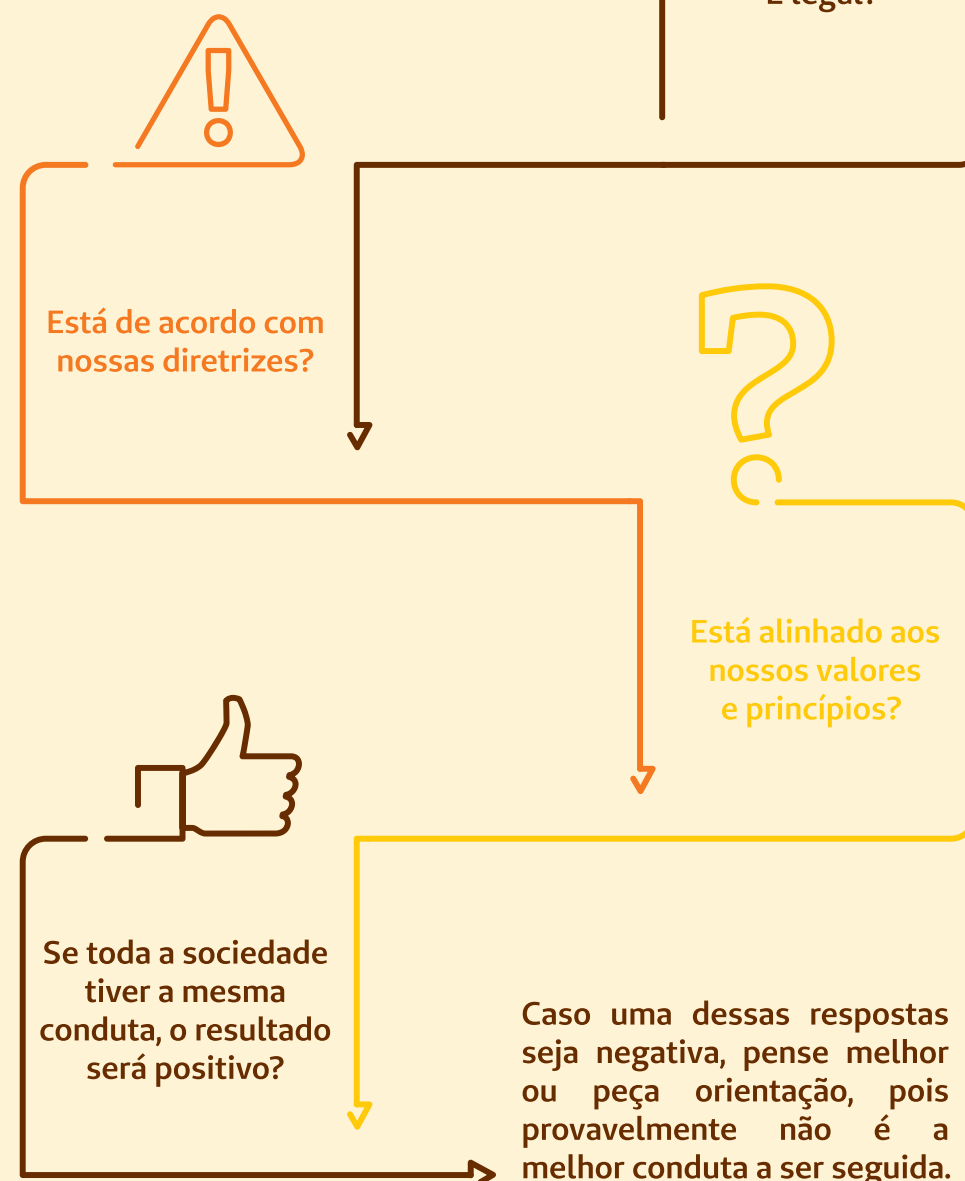 É legal?
Está de acordo com
nossas diretrizes?
Está alinhado aos
nossos valores
e princípios?
Se toda a sociedade
tiver a mesma
conduta, o resultado
será positivo?
Caso uma dessas respostas
seja negativa, pense melhor
ou peça orientação, pois
provavelmente não é a
melhor conduta a ser seguida.